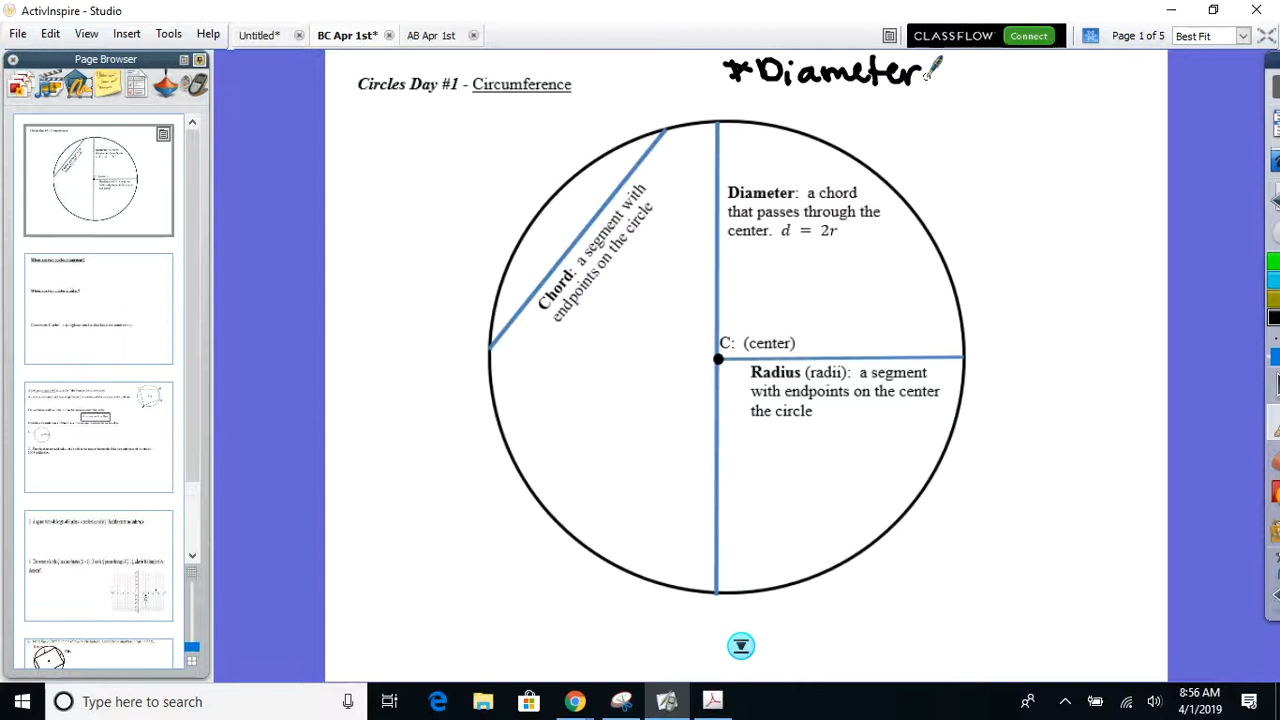 ActivInspire - Studio
File Edit View Insert Tools Help
Untitled* BC Apr 1st* AB Apr 1st
CLASSFLOW Connect
Page 1 of 5 Best Fit
Page Browser
*Diameter
Circles Day #1 - Circumference
Chord: a segment with
endpoints on the circle
Diameter: a chord
that passes through the
center. d = 2r
C: (center)
Radius (radii): a segment
with endpoints on the center
the circle
Type here to search
8:56 AM
4/1/2019